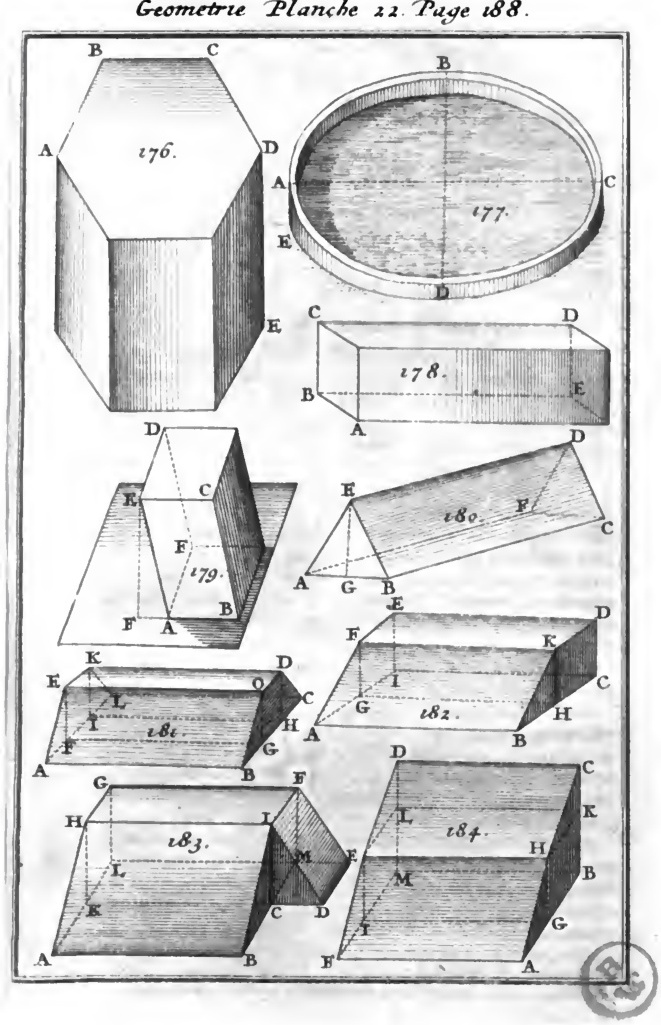 Geometrie Planche 22. Page 188.
B C
A D
176.
E
B
A C
177.
E
D
C D
178.
B E
A
D
E C
F
179.
F A B
D
E
180. F
C
A G B
E D
F K
I C
G 182. H
A B
K D
E O
L C
I H
F 181. G
A B
G F
H I
183. M
L E
K C D
A B
D C
L K
184. H
M B
I G
F A